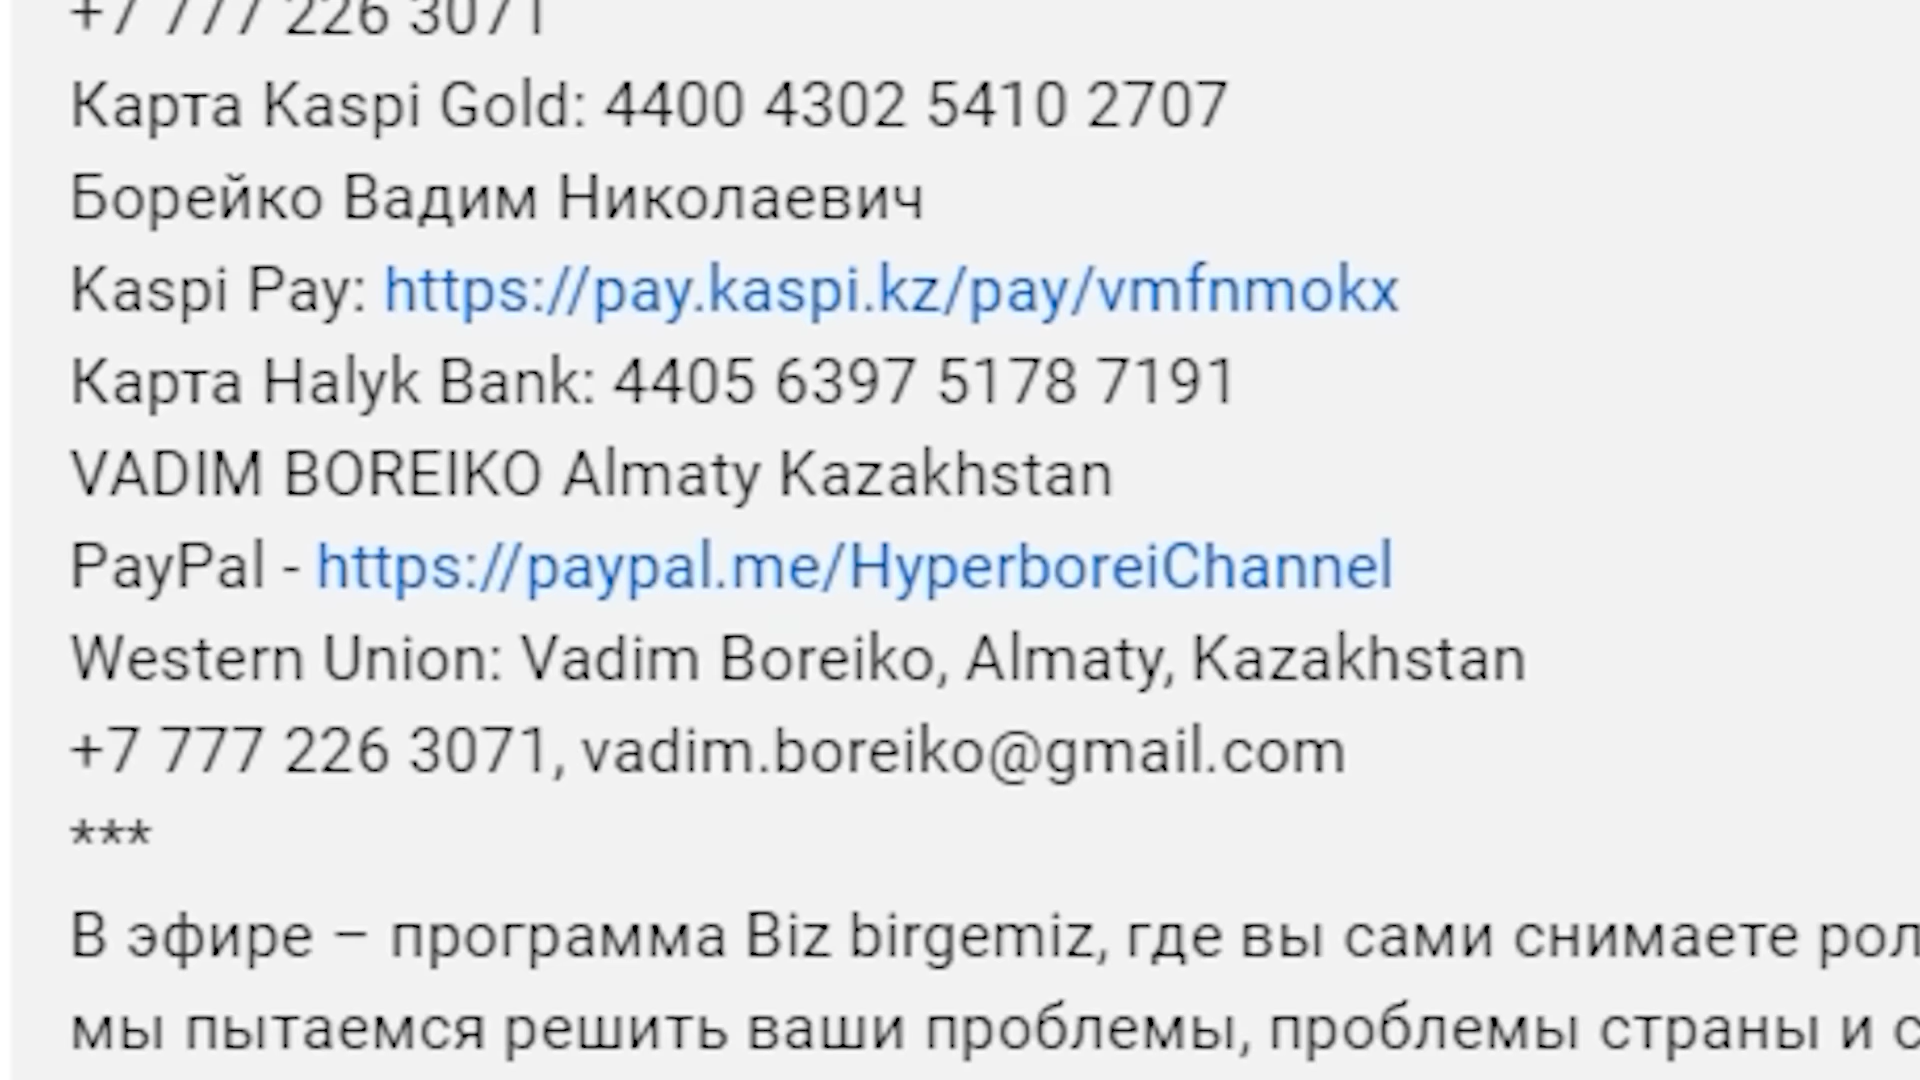 +7 777 226 3071
Карта Kaspi Gold: 4400 4302 5410 2707
Борейко Вадим Николаевич
Kaspi Pay: https://pay.kaspi.kz/pay/vmfnmokx
Карта Halyk Bank: 4405 6397 5178 7191
VADIM BOREIKO Almaty Kazakhstan
PayPal - https://paypal.me/HyperboreiChannel
Western Union: Vadim Boreiko, Almaty, Kazakhstan
+7 777 226 3071, vadim.boreiko@gmail.com
***
В эфире – программа Biz birgemiz, где вы сами снимаете
мы пытаемся решить ваши проблемы, проблемы страны и